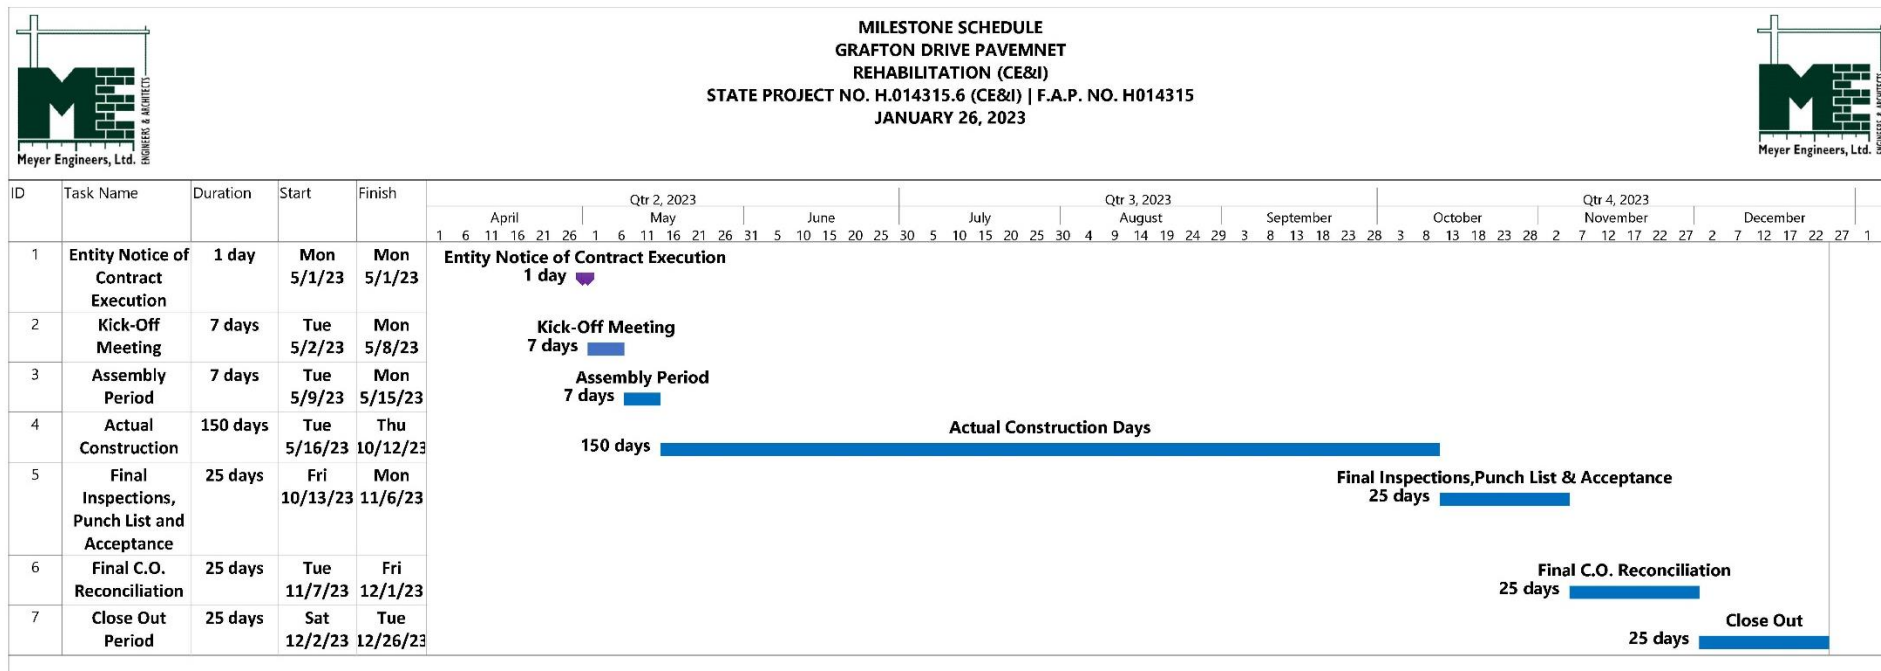 MILESTONE SCHEDULE
GRAFTON DRIVE PAVEMNET
REHABILITATION (CE&I)
STATE PROJECT NO. H.014315.6 (CE&I) | F.A.P. NO. H014315
JANUARY 26, 2023
ME
ENGINEERS & ARCHITECTS
Meyer Engineers, Ltd.
ME
ENGINEERS & ARCHITECTS
Meyer Engineers, Ltd.
ID Task Name Duration Start Finish
Qtr 2, 2023 Qtr 3, 2023 Qtr 4, 2023
April May June July August September October November December
1 6 11 16 21 26 1 6 11 16 21 26 31 5 10 15 20 25 30 5 10 15 20 25 30 4 9 14 19 24 29 3 8 13 18 23 28 3 8 13 18 23 28 2 7 12 17 22 27 2 7 12 17 22 27 1
1 Entity Notice of 1 day Mon Mon
Contract 5/1/23 5/1/23
Execution
Entity Notice of Contract Execution
1 day
2 Kick-Off 7 days Tue Mon
Meeting 5/2/23 5/8/23
Kick-Off Meeting
7 days
3 Assembly 7 days Tue Mon
Period 5/9/23 5/15/23
Assembly Period
7 days
4 Actual 150 days Tue Thu
Construction 5/16/23 10/12/23
Actual Construction Days
150 days
5 Final 25 days Fri Mon
Inspections, 10/13/23 11/6/23
Punch List and
Acceptance
Final Inspections,Punch List & Acceptance
25 days
6 Final C.O. 25 days Tue Fri
Reconciliation 11/7/23 12/1/23
Final C.O. Reconciliation
25 days
7 Close Out 25 days Sat Tue
Period 12/2/23 12/26/23
Close Out
25 days